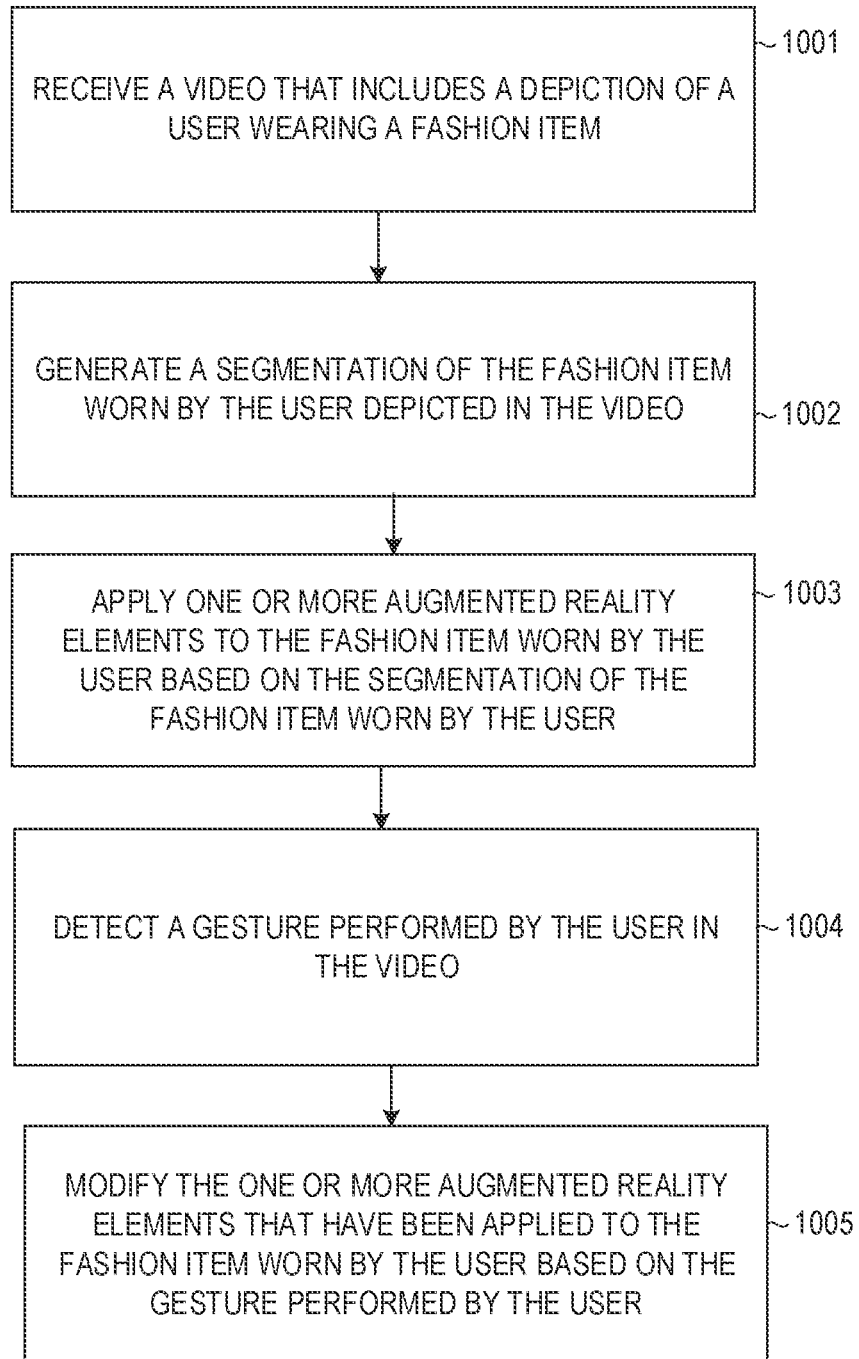 RECEIVE A VIDEO THAT INCLUDES A DEPICTION OF A
USER WEARING A FASHION ITEM
1001
GENERATE A SEGMENTATION OF THE FASHION ITEM
WORN BY THE USER DEPICTED IN THE VIDEO
1002
APPLY ONE OR MORE AUGMENTED REALITY
ELEMENTS TO THE FASHION ITEM WORN BY THE
USER BASED ON THE SEGMENTATION OF THE
FASHION ITEM WORN BY THE USER
1003
DETECT A GESTURE PERFORMED BY THE USER IN
THE VIDEO
1004
MODIFY THE ONE OR MORE AUGMENTED REALITY
ELEMENTS THAT HAVE BEEN APPLIED TO THE
FASHION ITEM WORN BY THE USER BASED ON THE
GESTURE PERFORMED BY THE USER
1005